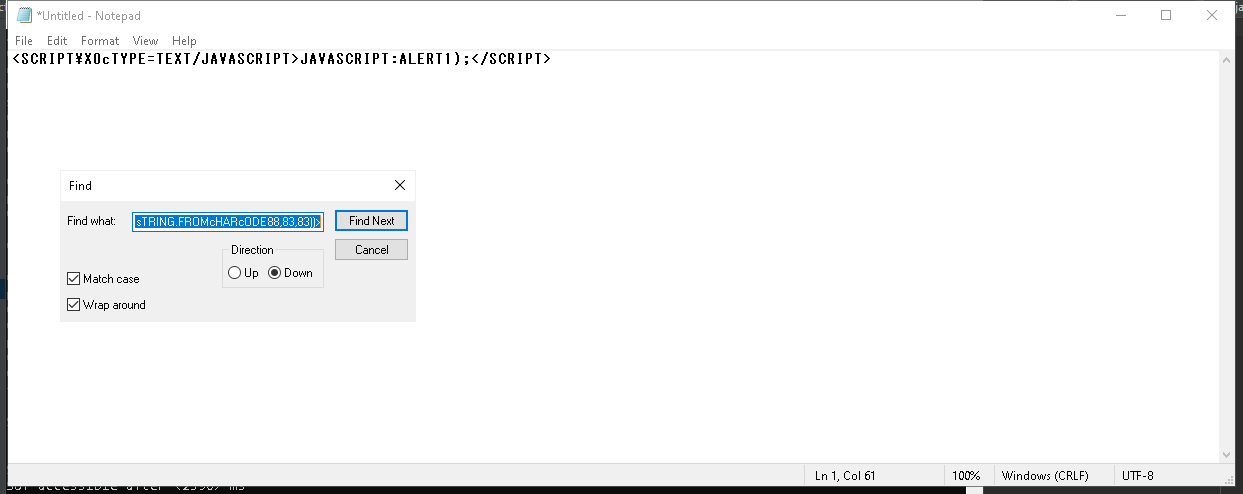 *Untitled - Notepad
File Edit Format View Help
<SCRIPT¥X0cTYPE=TEXT/JAVASCRIPT>JAVASCRIPT:ALERT1);</SCRIPT>
Find
Find what: sTRING.FROMcHARcODE88,83,83))> Find Next
Direction Cancel
Up Down
Match case
Wrap around
Ln 1, Col 61 100% Windows (CRLF) UTF-8